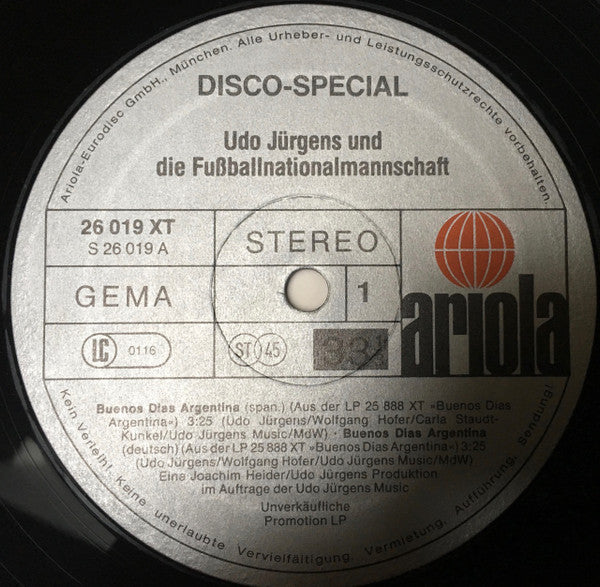 Ariola-Eurodisc GmbH., München. Alle Urheber- und Leistungsschutzrechte vorbehalten.
DISCO-SPECIAL
Udo Jürgens und
die Fußballnationalmannschaft
26 019 XT
S 26 019 A
STEREO
GEMA
1
ariola
LC 0116
ST 45
33
Buenos Dias Argentina (span.) (Aus der LP 25 888 XT »Buenos Dias
Argentina«) 3:25 (Udo Jürgens/Wolfgang Hofer/Carla Staudt-
Kunkel/Udo Jürgens Music/MdW) · Buenos Dias Argentina
(deutsch) (Aus der LP 25 888 XT »Buenos Dias Argentina«) 3:25
(Udo Jürgens/Wolfgang Hofer/Udo Jürgens Music/MdW)
Eine Joachim Heider/Udo Jürgens Produktion
im Auftrage der Udo Jürgens Music
Unverkäufliche
Promotion LP
Kein Verleih! Keine unerlaubte Vervielfältigung. Vermietung, Aufführung, Sendung!